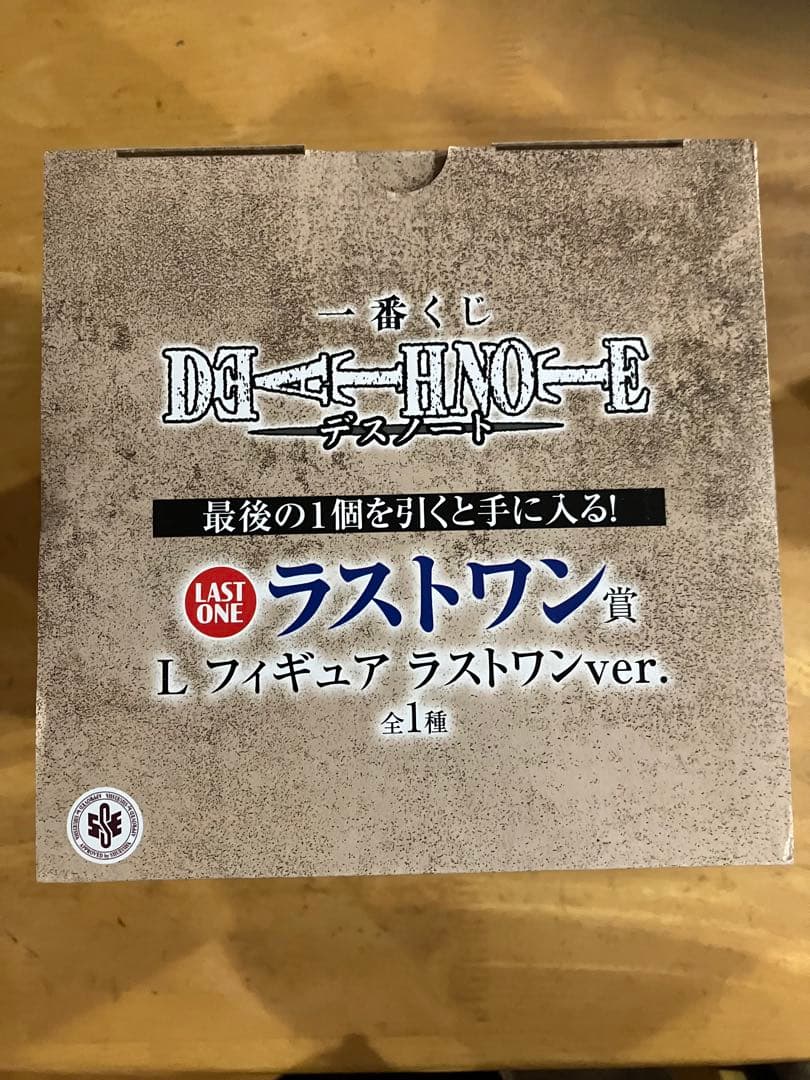 一番くじ
DEATHNOTE
デスノート
最後の1個を引くと手に入る!
LAST
ONE
ラストワン賞
L フィギュア ラストワンver.
全1種